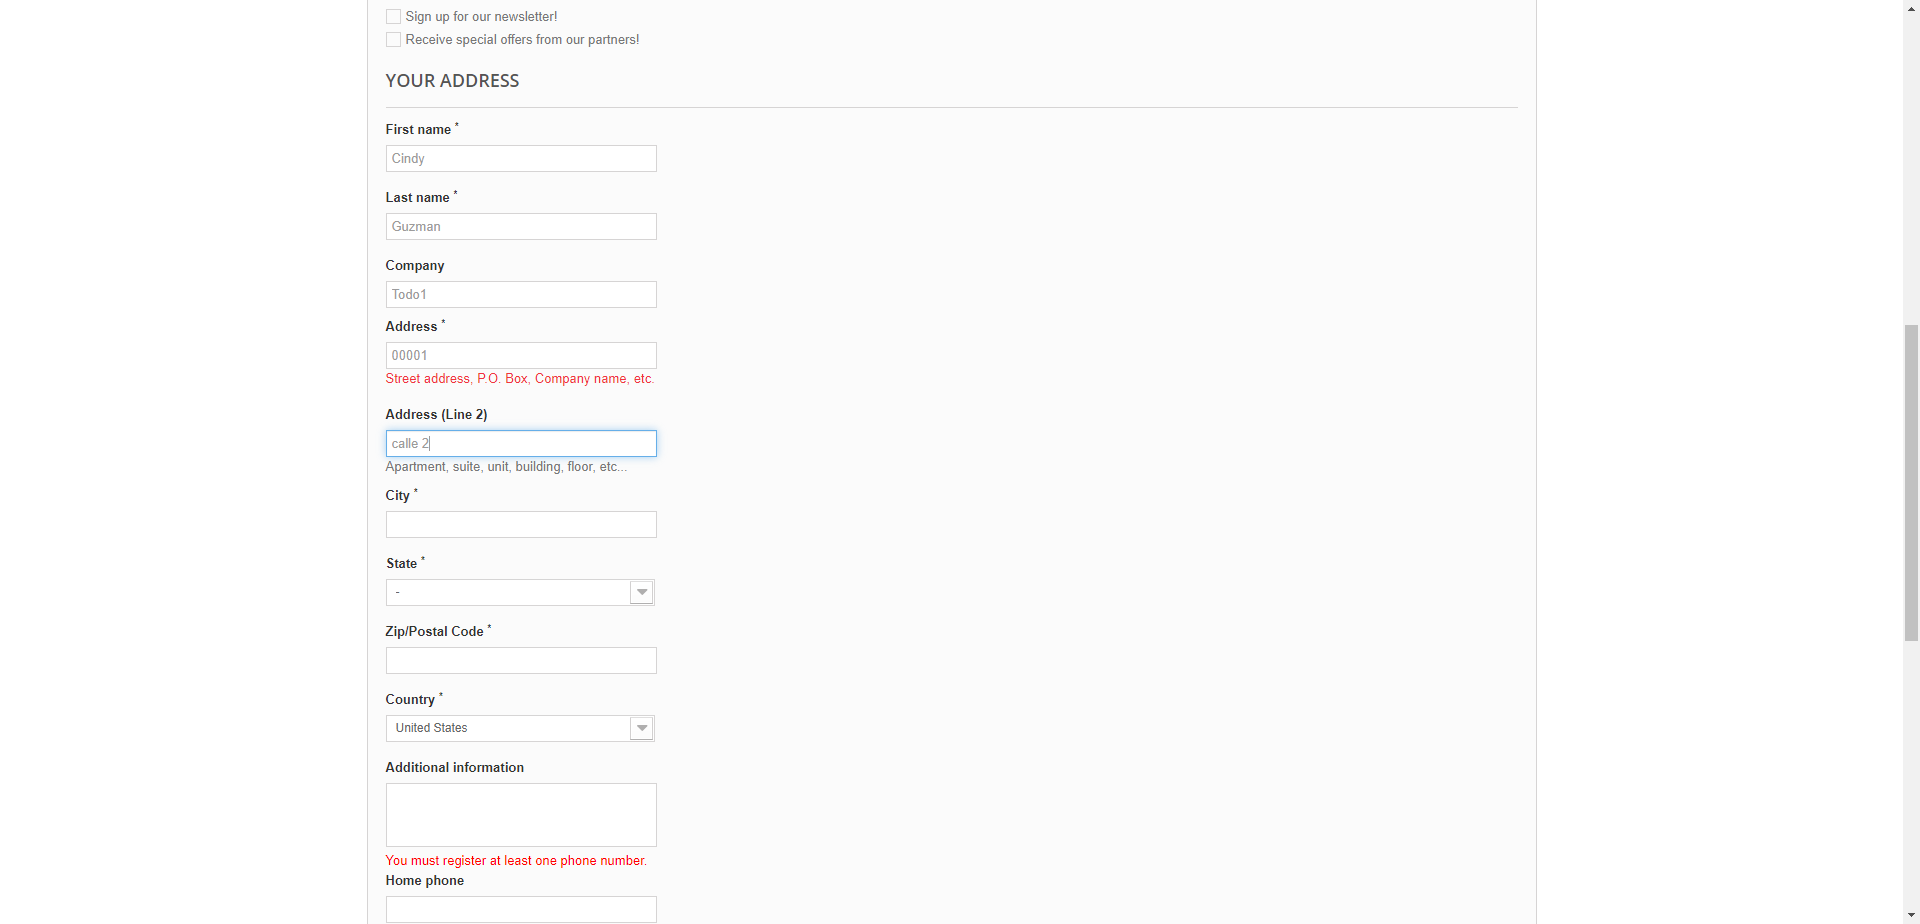 Sign up for our newsletter!
Receive special offers from our partners!
YOUR ADDRESS
First name *
Cindy
Last name *
Guzman
Company
Todo1
Address *
00001
Street address, P.O. Box, Company name, etc.
Address (Line 2)
calle 2
Apartment, suite, unit, building, floor, etc...
City *
State *
-
Zip/Postal Code *
Country *
United States
Additional information
You must register at least one phone number.
Home phone